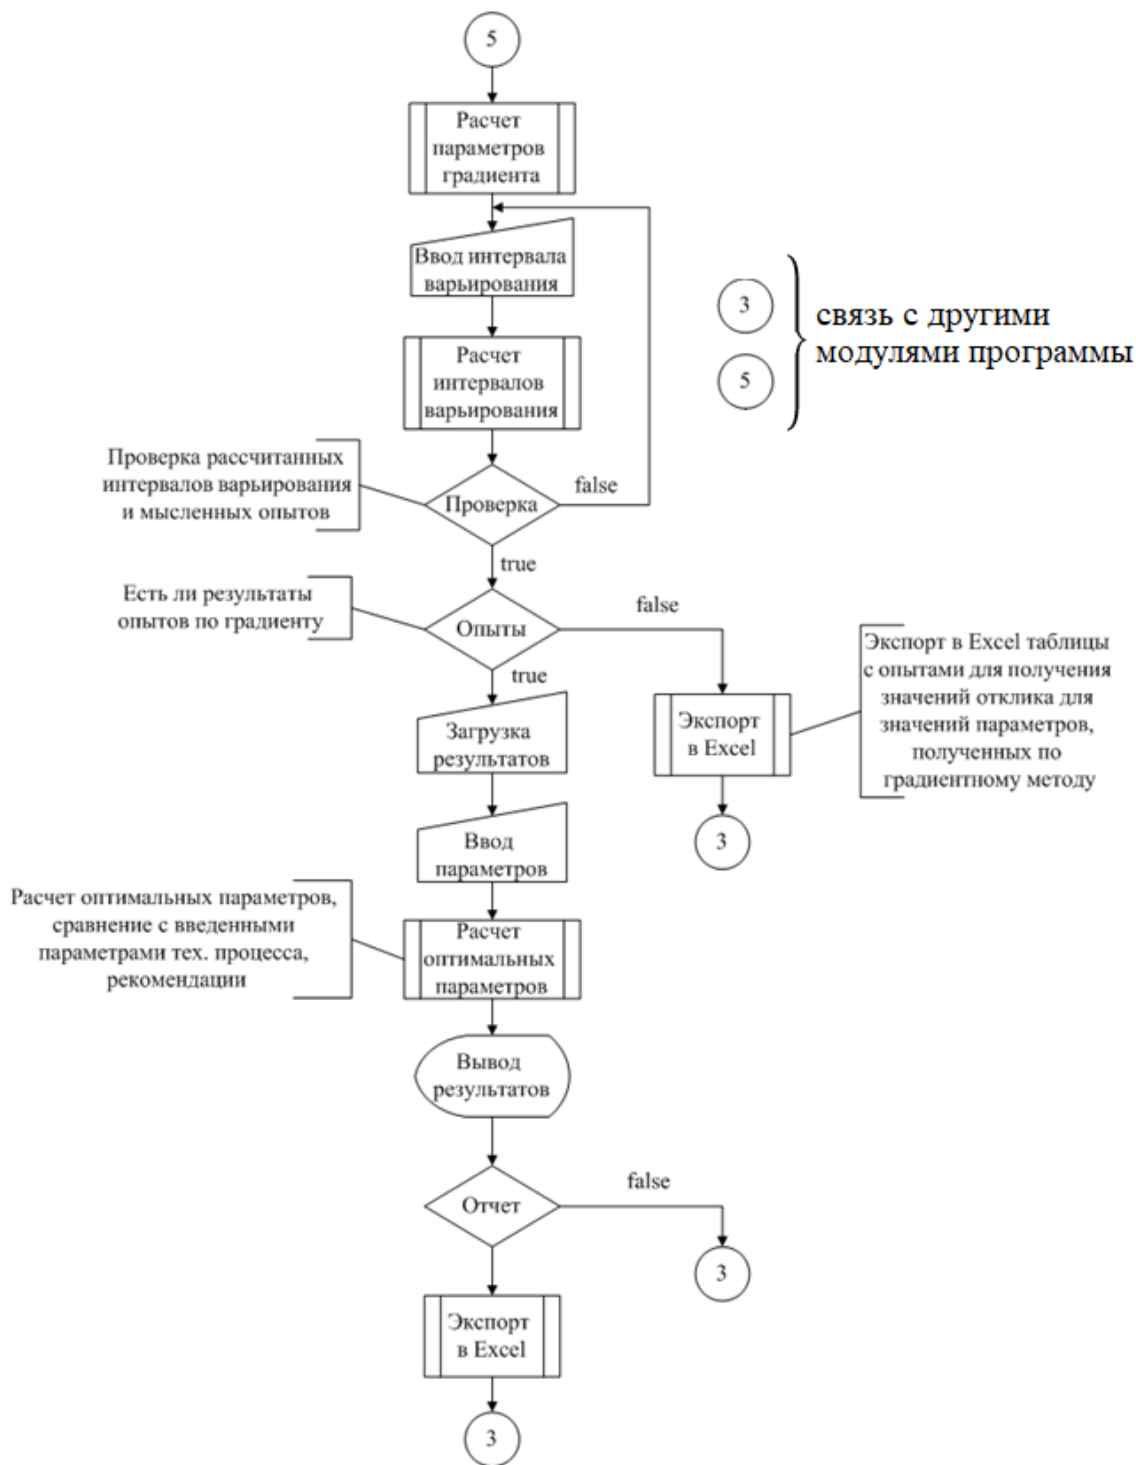 5
Расчет
параметров
градиента
Ввод интервала
варьирования
3
5
связь с другими
модулями программы
Расчет
интервалов
варьирования
Проверка рассчитанных
интервалов варьирования
и мысленных опытов
Проверка
false
true
Есть ли результаты
опытов по градиенту
Опыты
false
true
Экспорт в Excel таблицы
с опытами для получения
значений отклика для
значений параметров,
полученных по
градиентному методу
Экспорт
в Excel
3
Загрузка
результатов
Ввод
параметров
Расчет оптимальных параметров,
сравнение с введенными
параметрами тех. процесса,
рекомендации
Расчет
оптимальных
параметров
Вывод
результатов
Отчет
false
3
Экспорт
в Excel
3